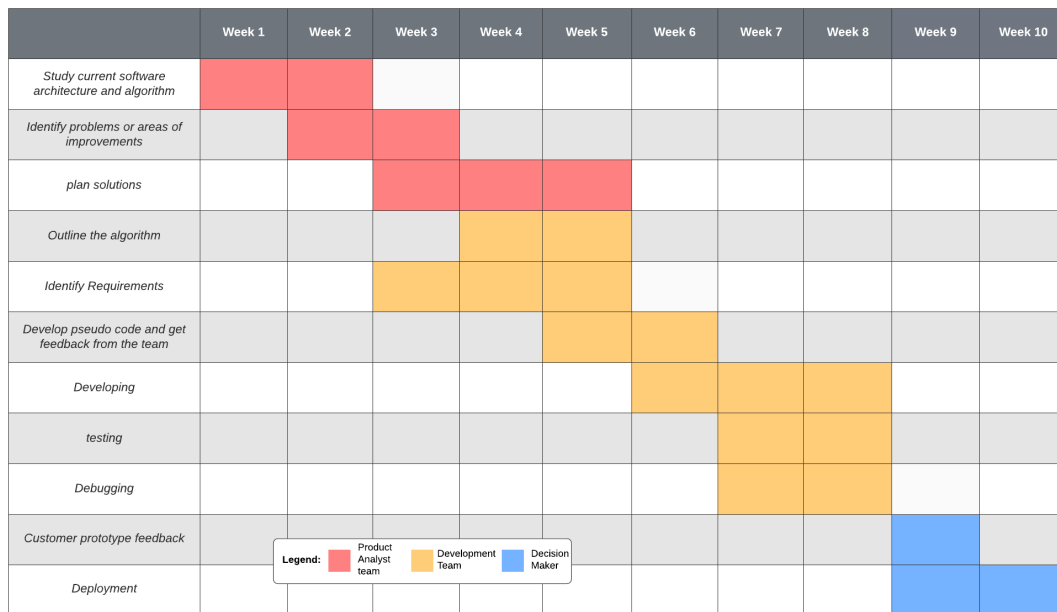 Week 1 Week 2 Week 3 Week 4 Week 5 Week 6 Week 7 Week 8 Week 9 Week 10
Study current software
architecture and algorithm
Identify problems or areas of
improvements
plan solutions
Outline the algorithm
Identify Requirements
Develop pseudo code and get
feedback from the team
Developing
testing
Debugging
Customer prototype feedback
Legend:
Product
Analyst
team
Development
Team
Decision
Maker
Deployment